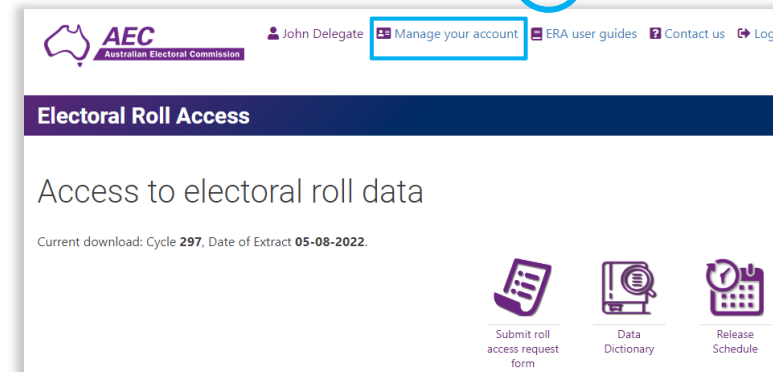 AEC
Australian Electoral Commission
John Delegate Manage your account ERA user guides Contact us Log
Electoral Roll Access
Access to electoral roll data
Current download: Cycle 297, Date of Extract 05-08-2022.
Submit roll
access request
form
Data
Dictionary
Release
Schedule